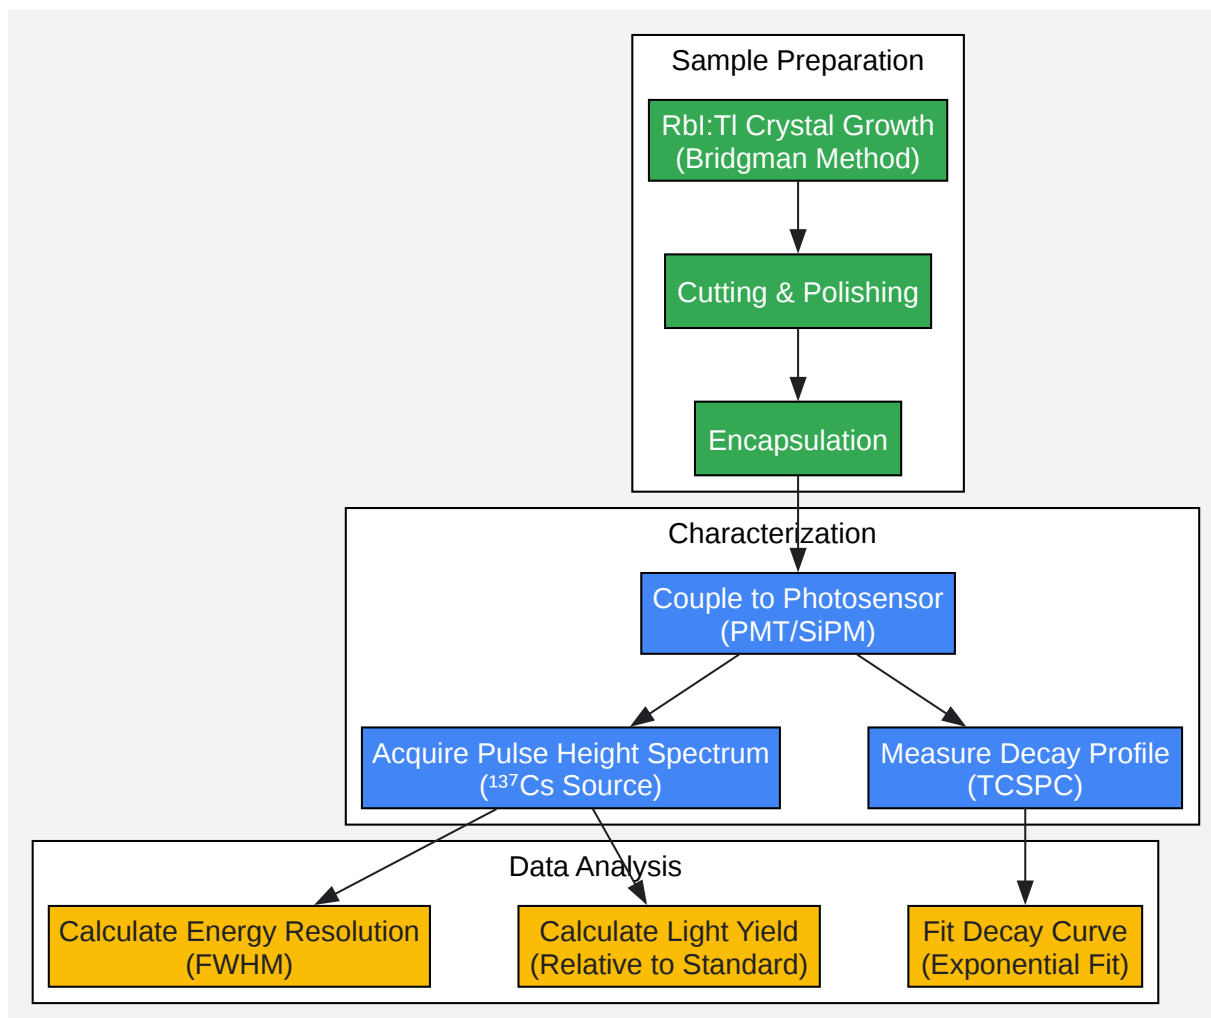 Sample Preparation
RbI:Tl Crystal Growth
(Bridgman Method)
Cutting & Polishing
Encapsulation
Characterization
Couple to Photosensor
(PMT/SiPM)
Acquire Pulse Height Spectrum
(¹³⁷Cs Source)
Measure Decay Profile
(TCSPC)
Data Analysis
Calculate Energy Resolution
(FWHM)
Calculate Light Yield
(Relative to Standard)
Fit Decay Curve
(Exponential Fit)